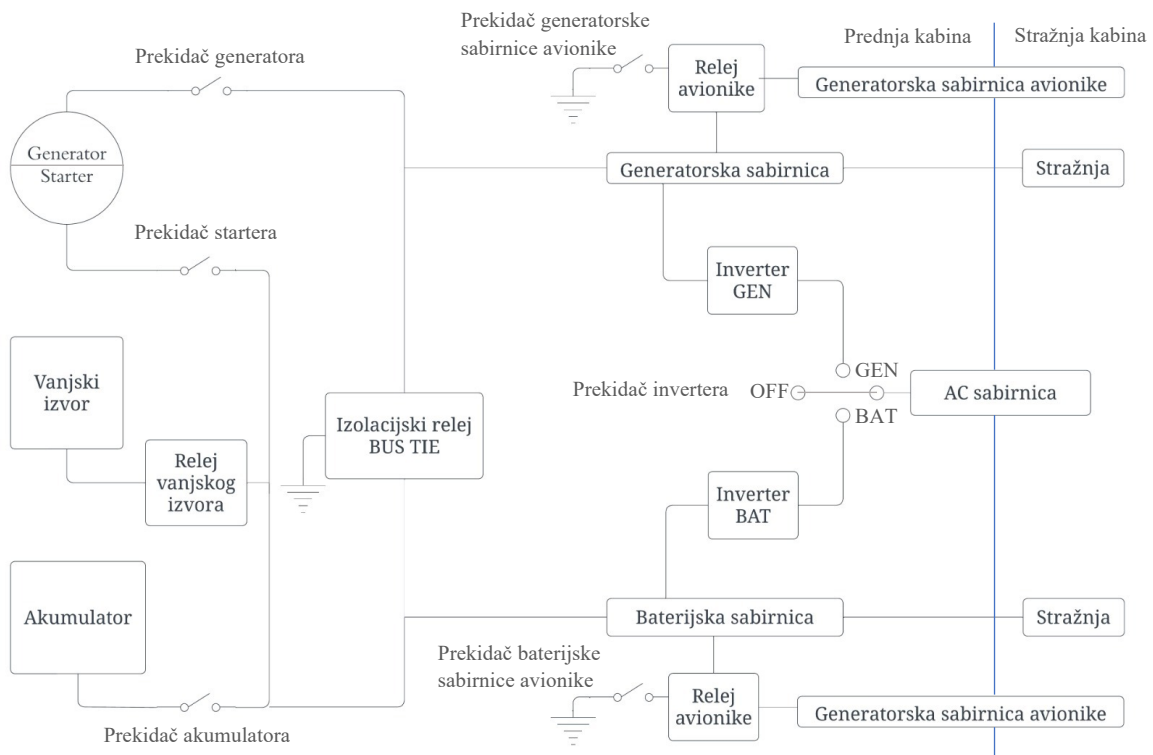 Prekidač generatorske
sabirnice avionike
Prednja kabina
Stražnja kabina
Prekidač generatora
Relej
avionike
Generatorska sabirnica avionike
Generator
Starter
Generatorska sabirnica
Stražnja
Prekidač startera
Inverter
GEN
Vanjski
izvor
GEN
Prekidač invertera
OFF
AC sabirnica
BAT
Izolacijski relej
BUS TIE
Relej
vanjskog
izvora
Inverter
BAT
Akumulator
Baterijska sabirnica
Stražnja
Prekidač baterijske
sabirnice avionike
Relej
avionike
Generatorska sabirnica avionike
Prekidač akumulatora